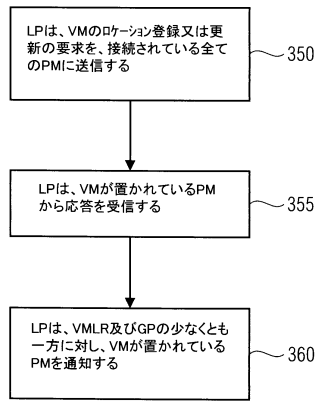 LPは、VMのﾛｹｰｼｮﾝ登録又は
更新の要求を、接続されている全て
のPMに送信する
350
LPは、VMが置かれているPM
から応答を受信する
355
LPは、VMLR及びGPの少なくとも
一方に対し、VMが置かれている
PMを通知する
360